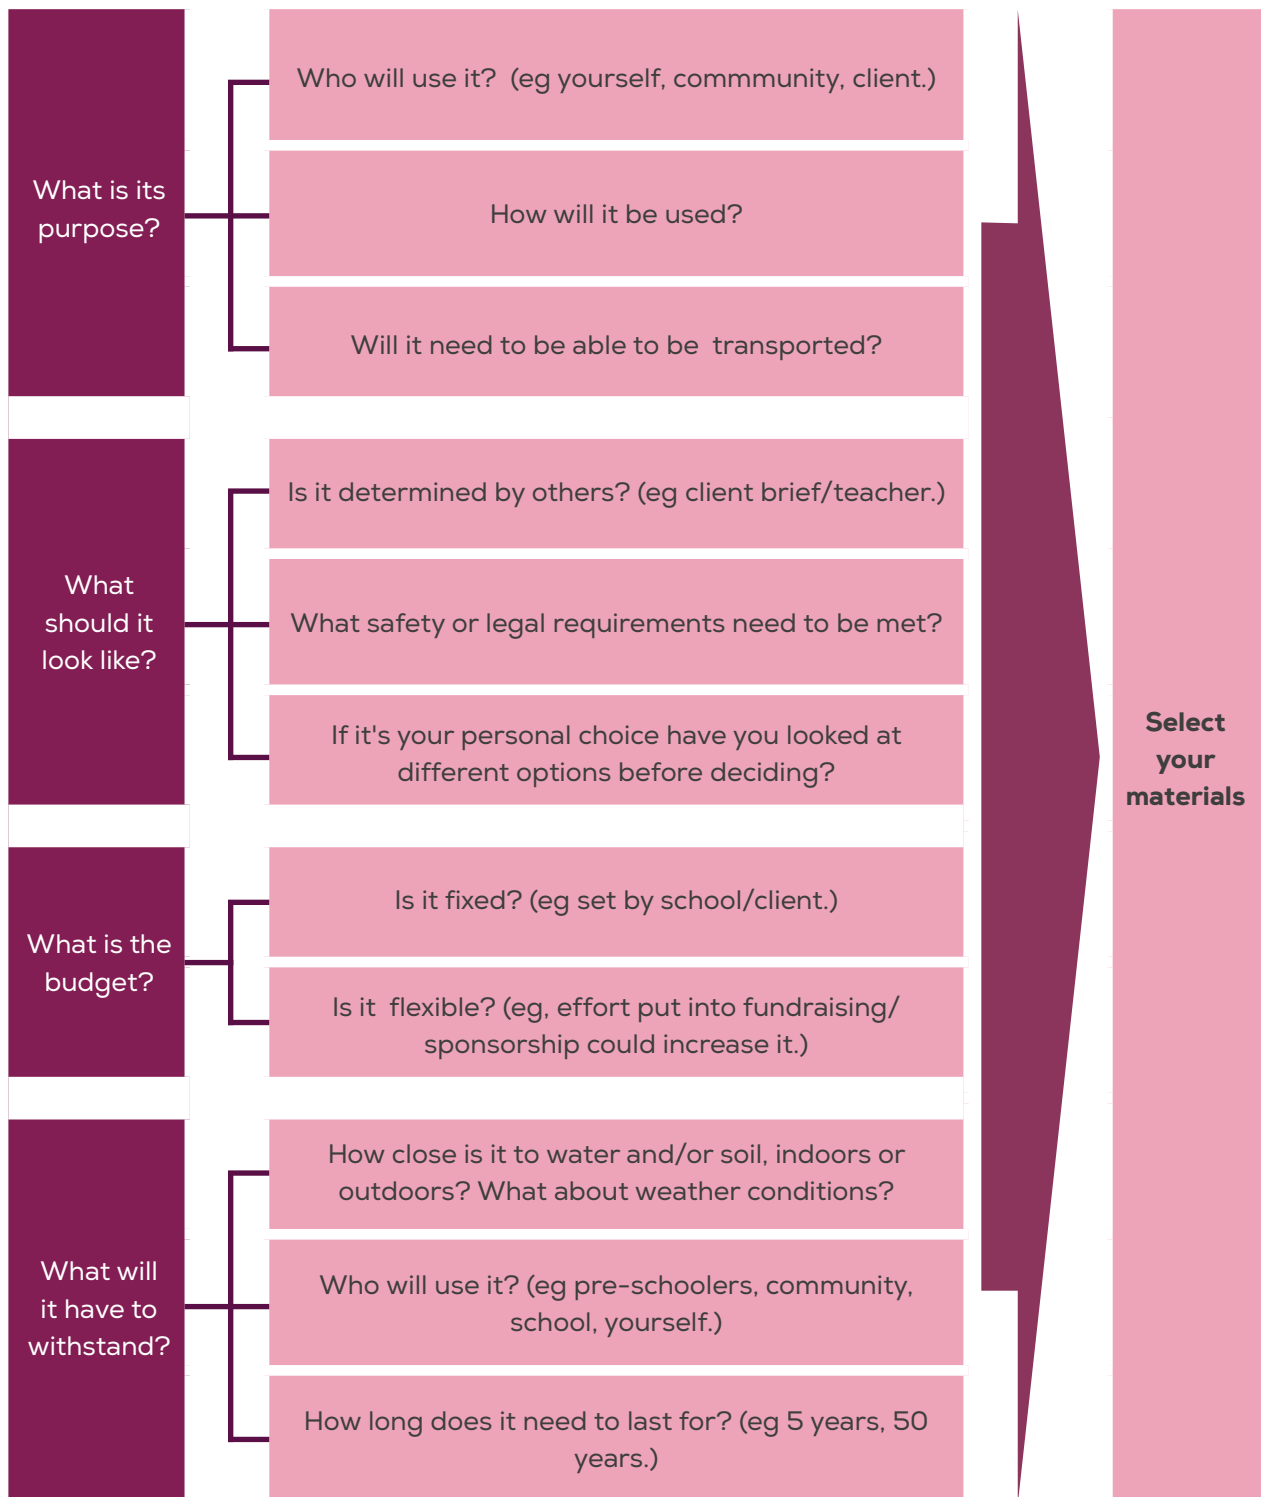 What is its
purpose?
Who will use it?  (eg yourself, commmunity, client.)
How will it be used?
Will it need to be able to be  transported?
What
should it
look like?
Is it determined by others? (eg client brief/teacher.)
What safety or legal requirements need to be met?
If it's your personal choice have you looked at
different options before deciding?
What is the
budget?
Is it fixed? (eg set by school/client.)
Is it  flexible? (eg, effort put into fundraising/
sponsorship could increase it.)
What will
it have to
withstand?
How close is it to water and/or soil, indoors or
outdoors? What about weather conditions?
Who will use it? (eg pre-schoolers, community,
school, yourself.)
How long does it need to last for? (eg 5 years, 50
years.)
Select
your
materials